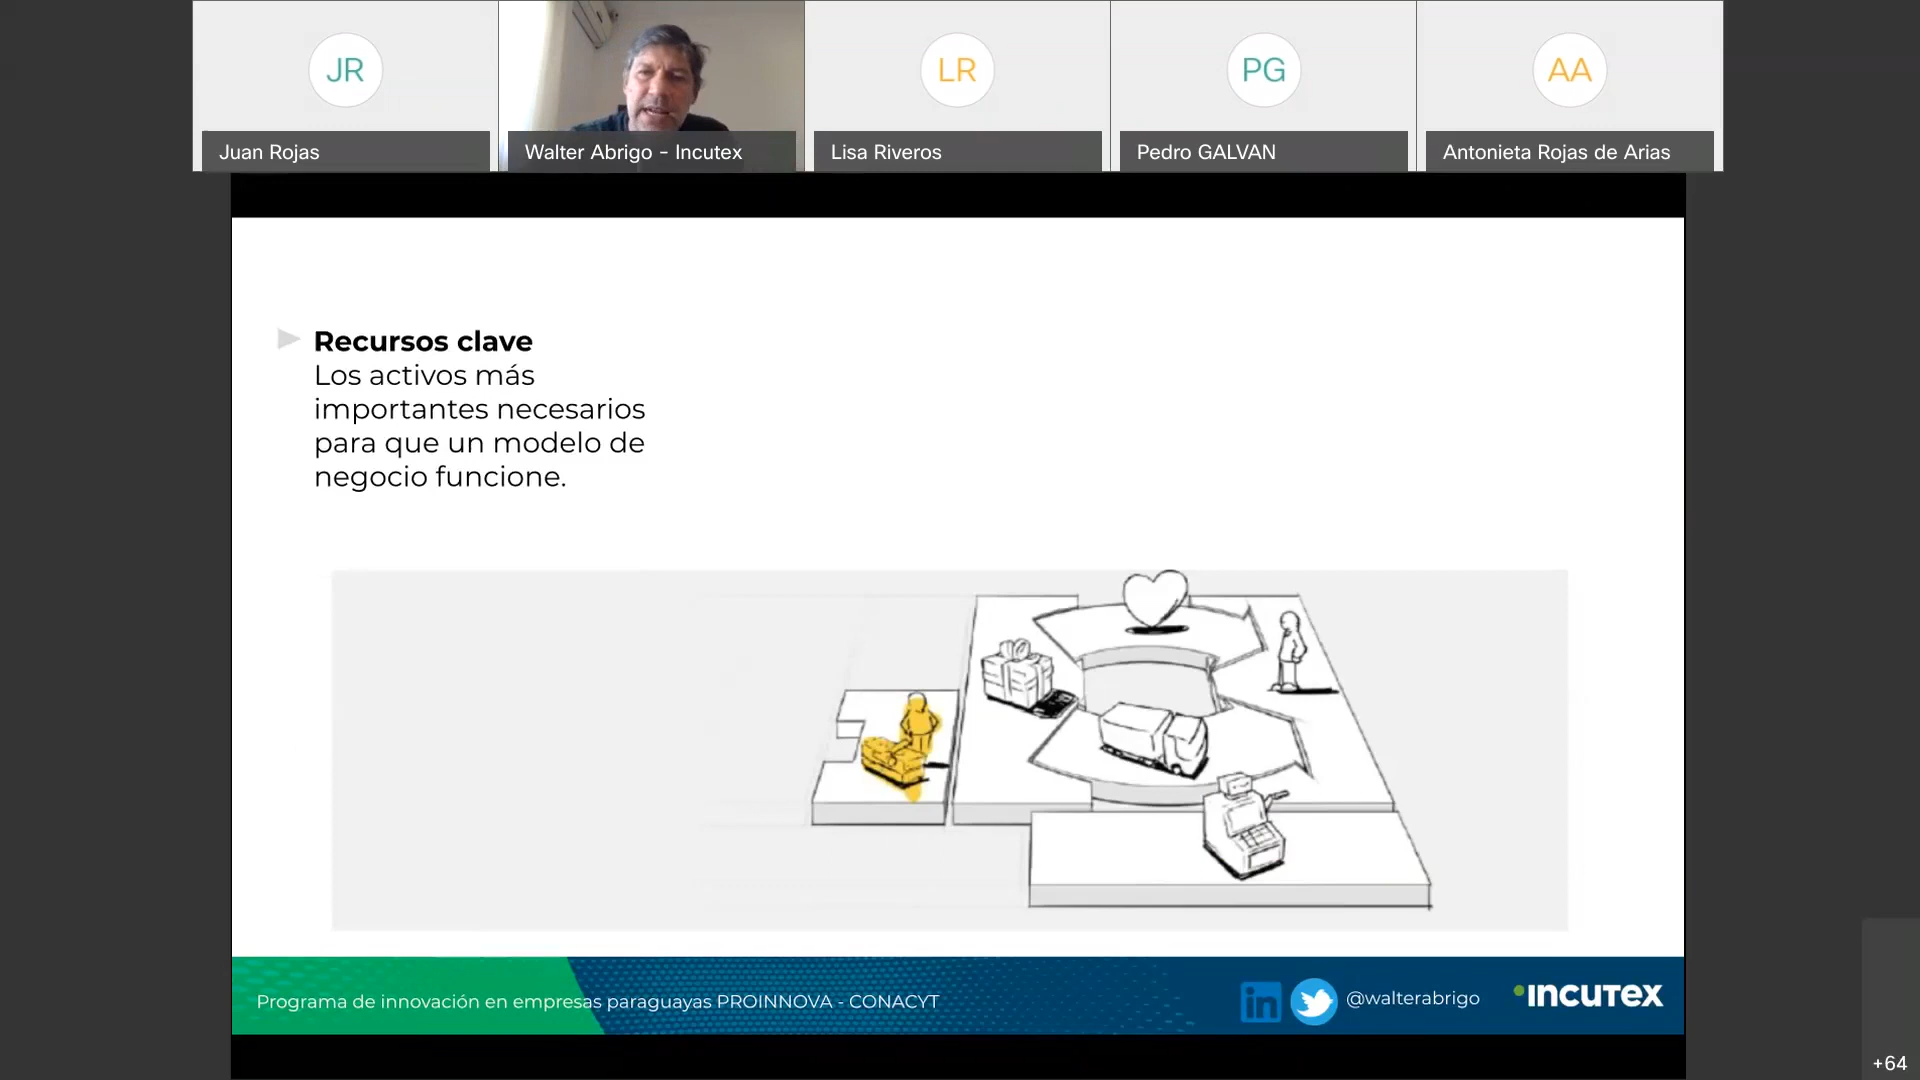 JR
LR
PG
AA
Juan Rojas
Walter Abrigo - Incutex
Lisa Riveros
Pedro GALVAN
Antonieta Rojas de Arias
Recursos clave
Los activos más
importantes necesarios
para que un modelo de
negocio funcione.
Programa de innovación en empresas paraguayas PROINNOVA - CONACYT
in
@walterabrigo
INCUTEX
+64